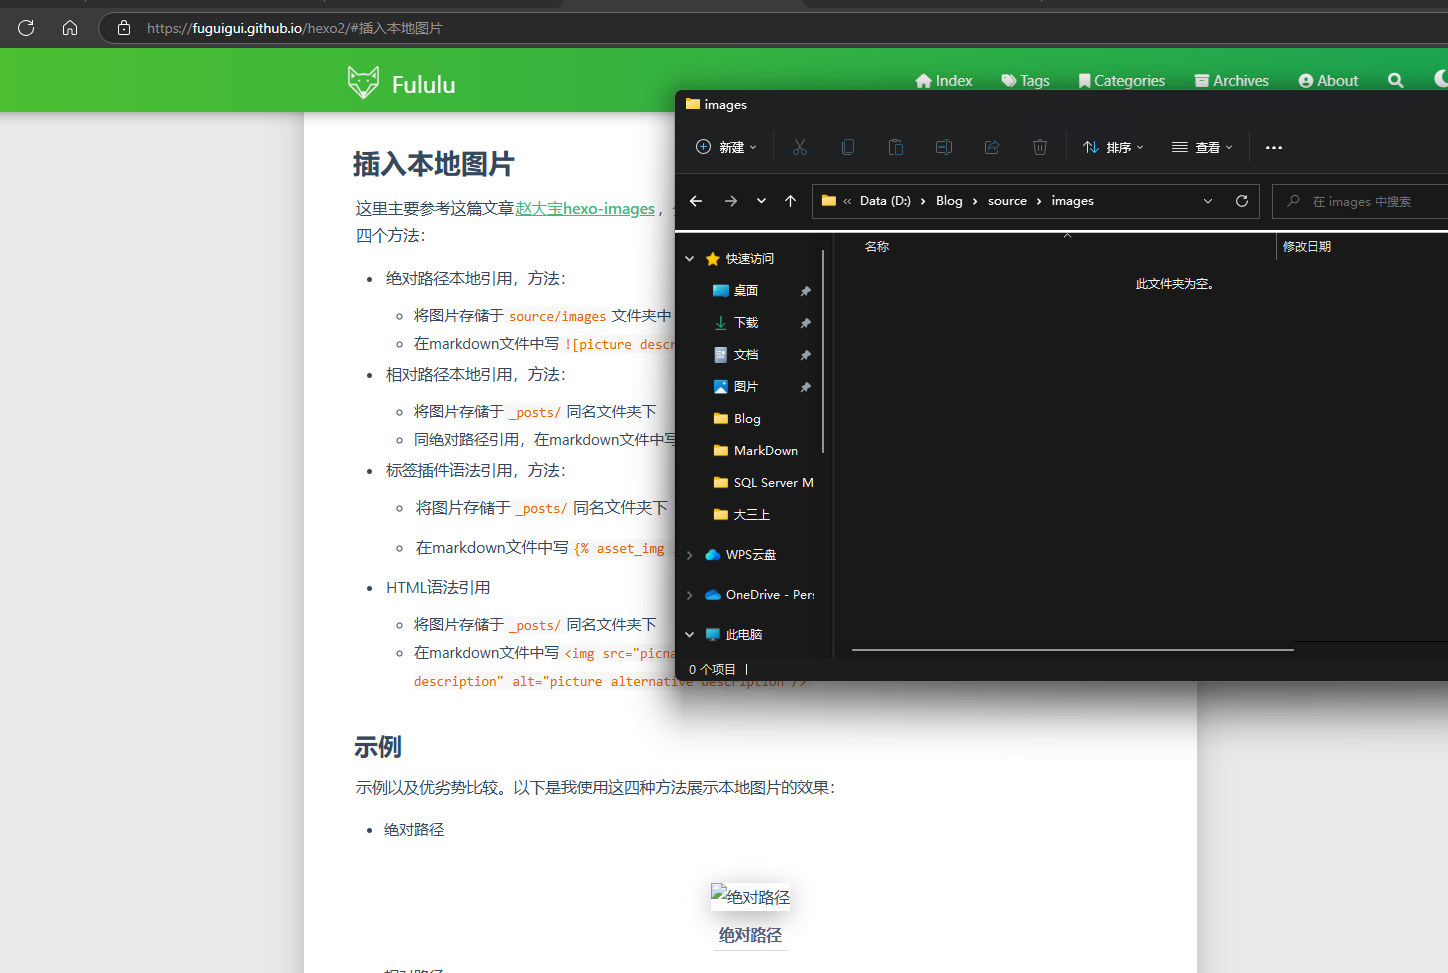 https://fuguigui.github.io/hexo2/#插入本地图片
Fululu
Index
Tags
Categories
Archives
About
插入本地图片
这里主要参考这篇文章赵大宝hexo-images，
四个方法：
绝对路径本地引用，方法：
将图片存储于 source/images 文件夹中
在markdown文件中写 ![picture descr
相对路径本地引用，方法：
将图片存储于 _posts/ 同名文件夹下
同绝对路径引用，在markdown文件中写
标签插件语法引用，方法：
将图片存储于 _posts/ 同名文件夹下
在markdown文件中写 {% asset_img
HTML语法引用
将图片存储于 _posts/ 同名文件夹下
在markdown文件中写 <img src="picna
description" alt="picture alternative description"/>
示例
示例以及优劣势比较。以下是我使用这四种方法展示本地图片的效果：
绝对路径
绝对路径
绝对路径
images
新建
排序
查看
« Data (D:) › Blog › source › images
在 images 中搜索
名称
修改日期
此文件夹为空。
快速访问
桌面
下载
文档
图片
Blog
MarkDown
SQL Server M
大三上
WPS云盘
OneDrive - Pers
此电脑
0 个项目